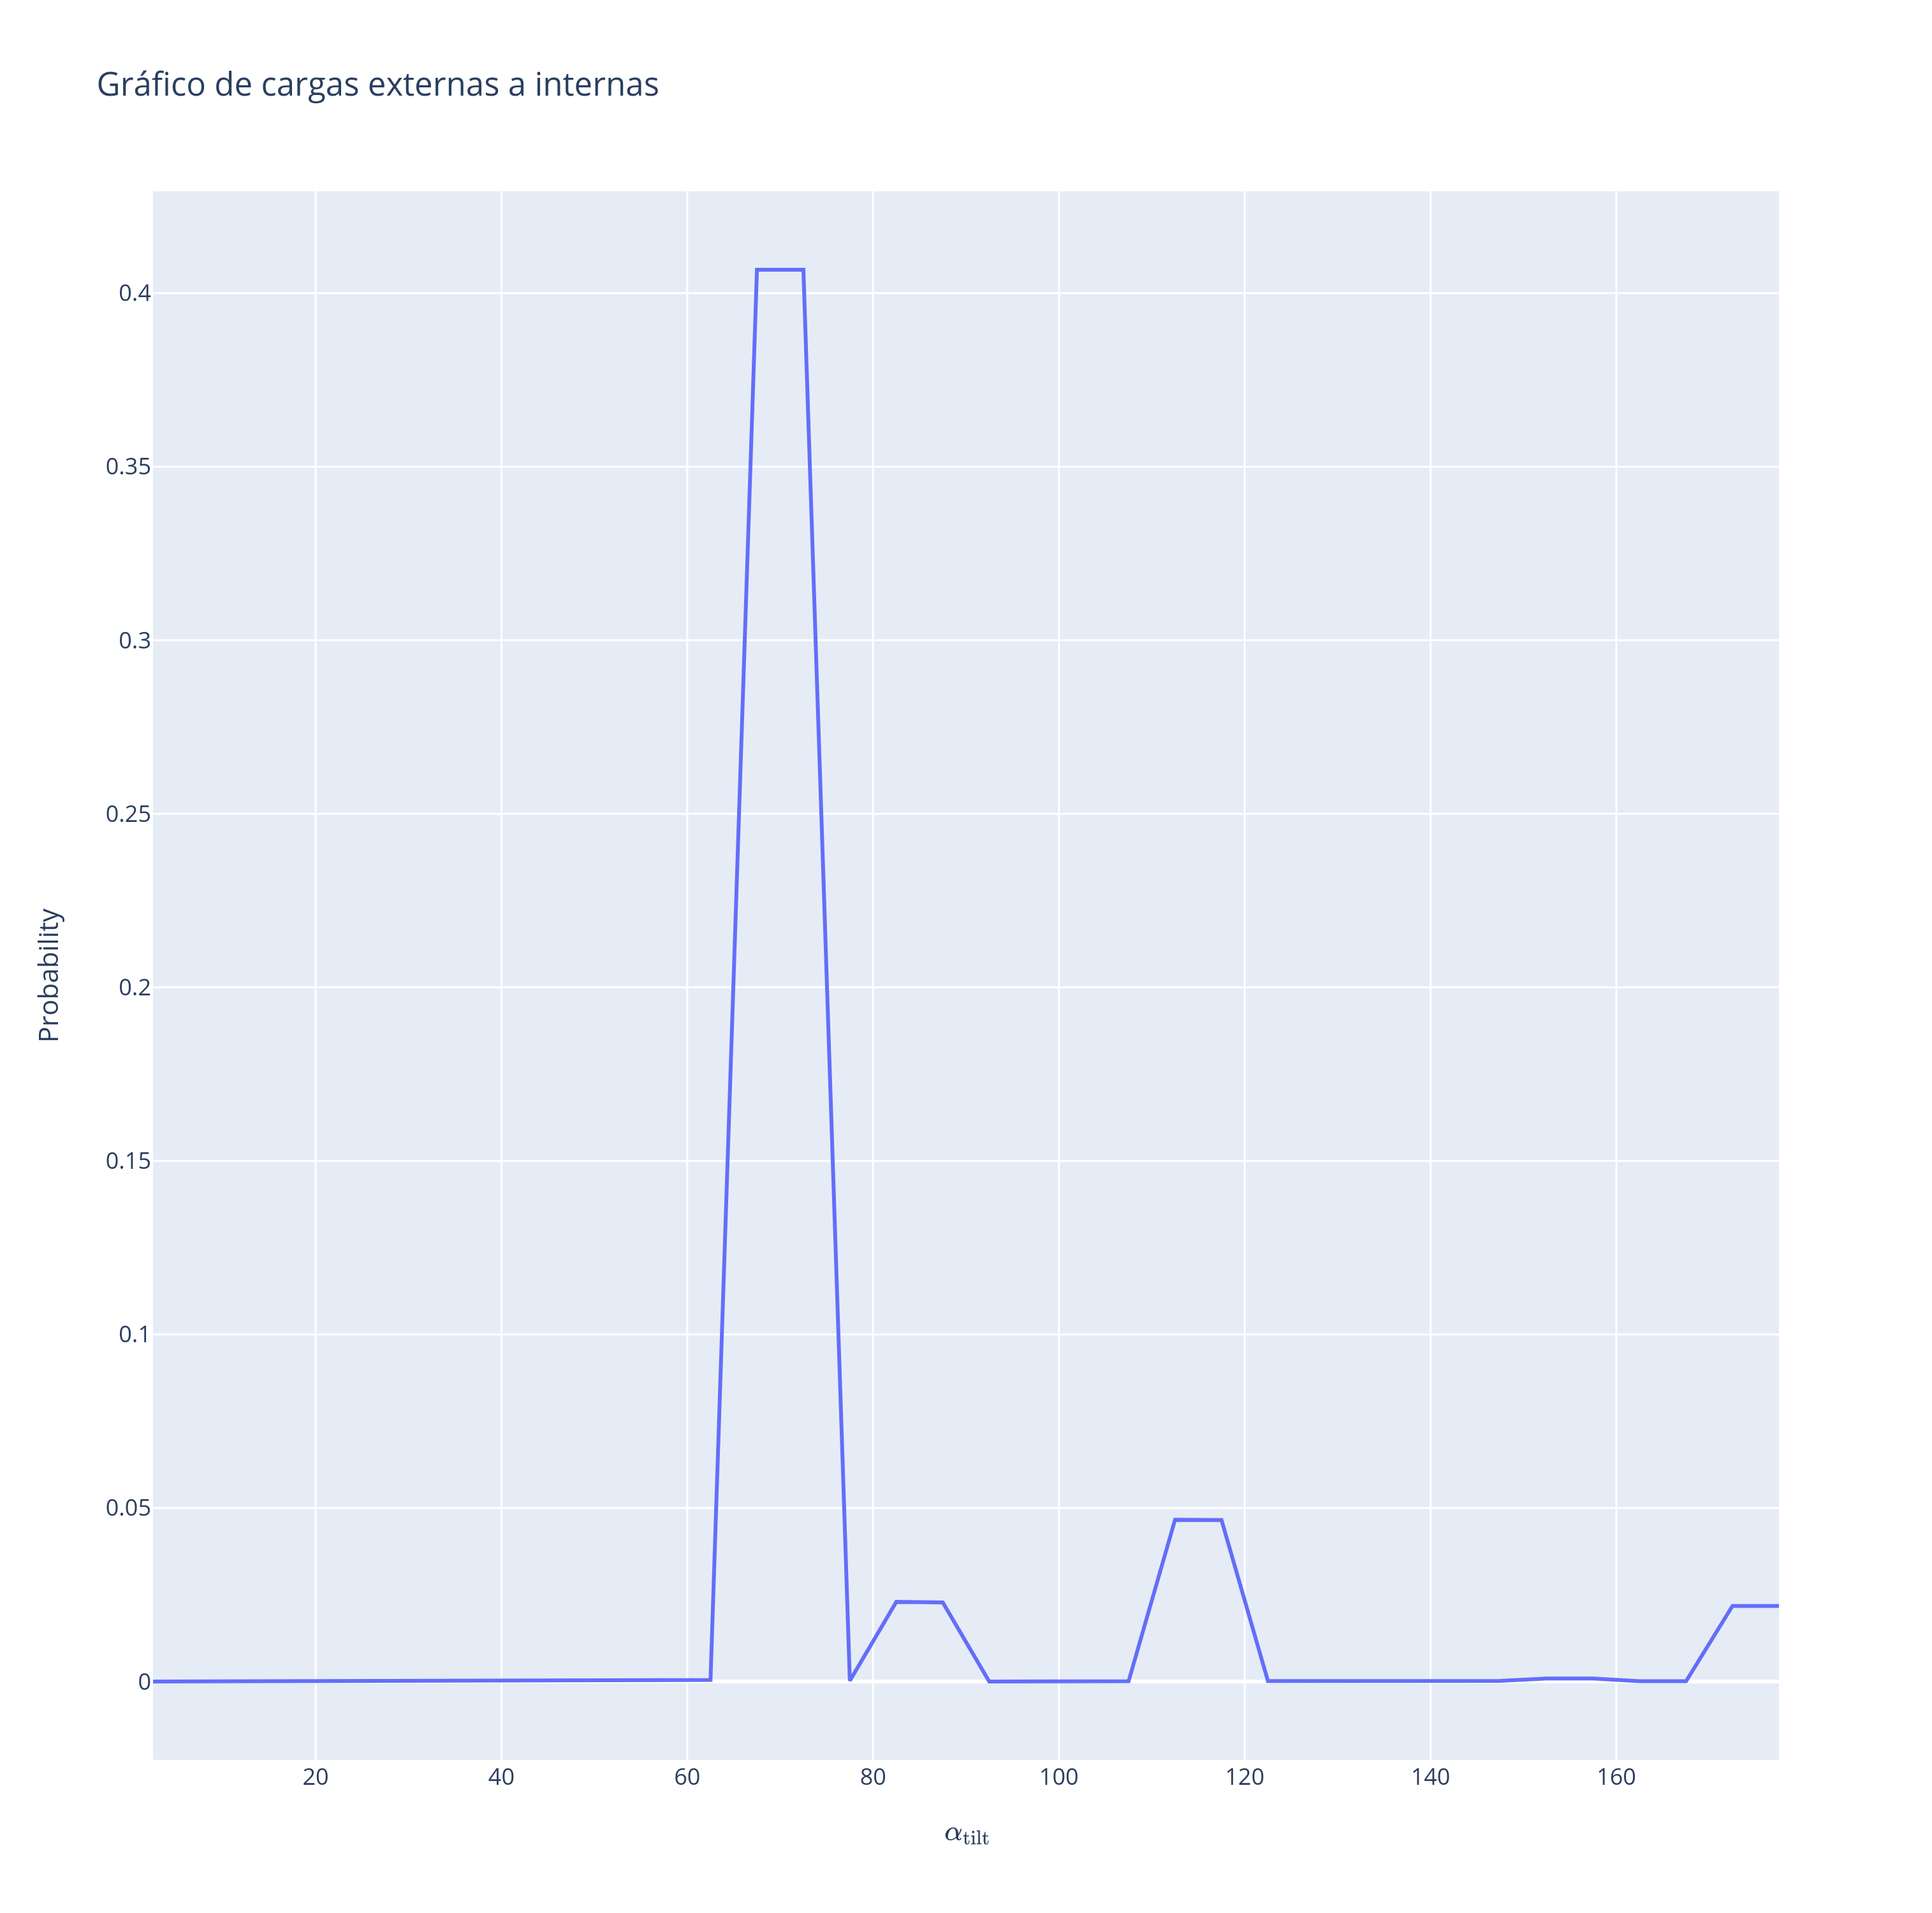 Gráfico de cargas externas a internas
0.4
0.35
0.3
0.25
0.2
0.15
0.1
0.05
0
Probability
20 40 60 80 100 120 140 160
α_tilt